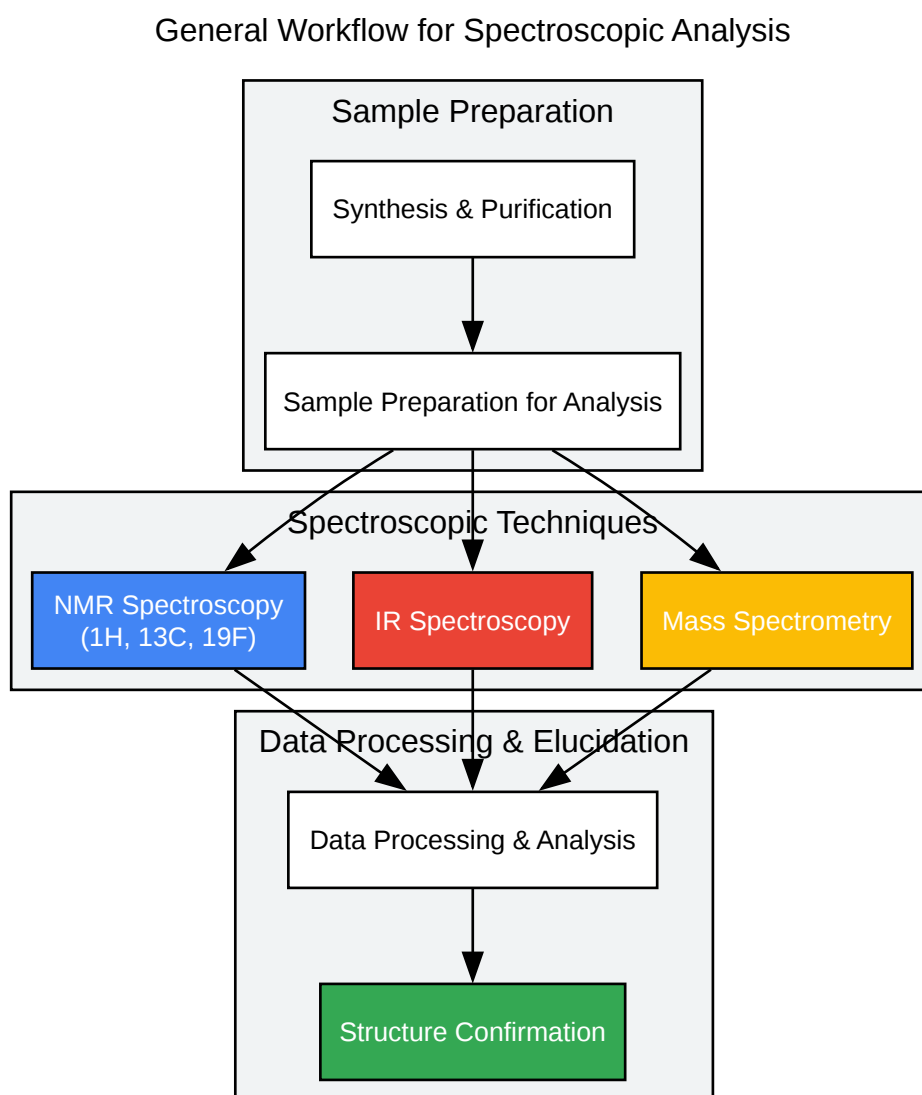 General Workflow for Spectroscopic Analysis
Sample Preparation
Synthesis & Purification
Sample Preparation for Analysis
Spectroscopic Techniques
NMR Spectroscopy
(1H, 13C, 19F)
IR Spectroscopy
Mass Spectrometry
Data Processing & Elucidation
Data Processing & Analysis
Structure Confirmation